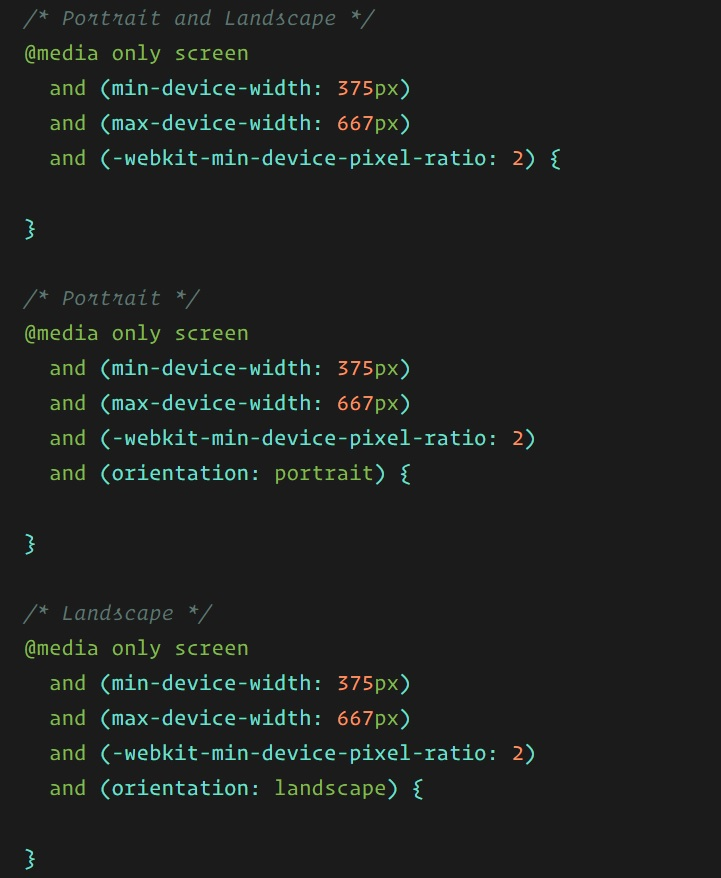 /* Portrait and Landscape */
@media only screen
  and (min-device-width: 375px)
  and (max-device-width: 667px)
  and (-webkit-min-device-pixel-ratio: 2) {

}

/* Portrait */
@media only screen
  and (min-device-width: 375px)
  and (max-device-width: 667px)
  and (-webkit-min-device-pixel-ratio: 2)
  and (orientation: portrait) {

}

/* Landscape */
@media only screen
  and (min-device-width: 375px)
  and (max-device-width: 667px)
  and (-webkit-min-device-pixel-ratio: 2)
  and (orientation: landscape) {

}